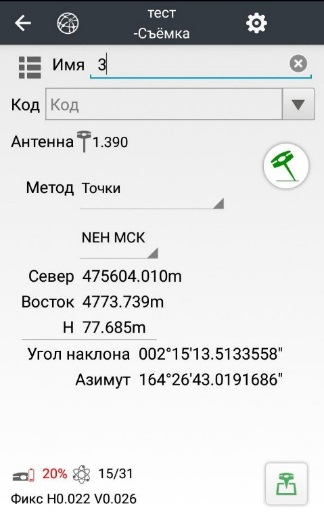 тест
-Съёмка
Имя 3
Код Код
Антенна 1.390
Метод Точки
NEH МСК
Север 475604.010m
Восток 4773.739m
H 77.685m
Угол наклона 002°15'13.5133558"
Азимут 164°26'43.0191686"
20% 15/31
Фикс H0.022 V0.026